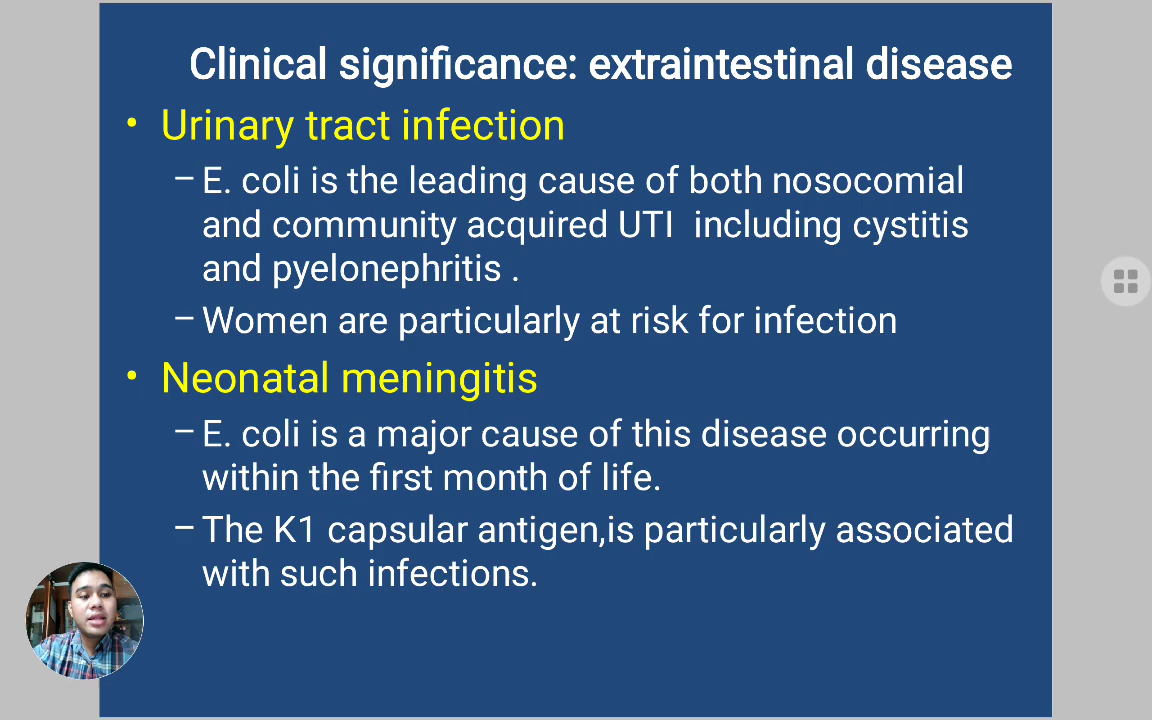 Clinical significance: extraintestinal disease
• Urinary tract infection
– E. coli is the leading cause of both nosocomial
and community acquired UTI  including cystitis
and pyelonephritis .
– Women are particularly at risk for infection
• Neonatal meningitis
– E. coli is a major cause of this disease occurring
within the first month of life.
– The K1 capsular antigen,is particularly associated
with such infections.